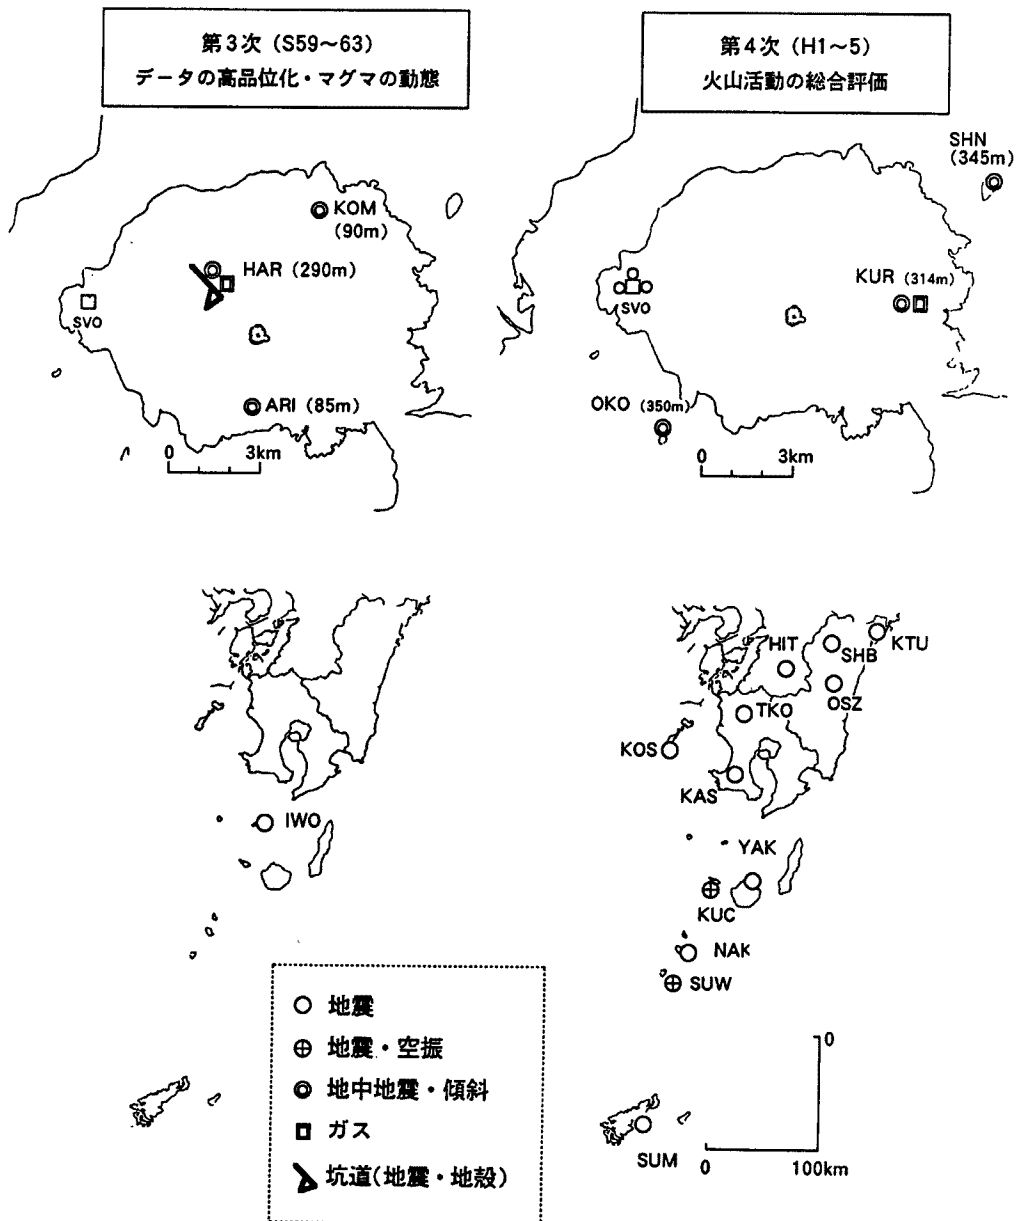 第3次(S59~63)
データの高品位化・マグマの動態
KOM
(90m)
HAR(290m)
SVO
ARI(85m)
0 3km
第4次(H1~5)
火山活動の総合評価
SHN
(345m)
SVO
KUR(314m)
OKO(350m)
0 3km
IWO
HIT
SHB
KTU
OSZ
TKO
KOS
KAS
YAK
KUC
NAK
SUW
SUM
0
0 100km
地震
地震・空振
地中地震・傾斜
ガス
坑道(地震・地殻)